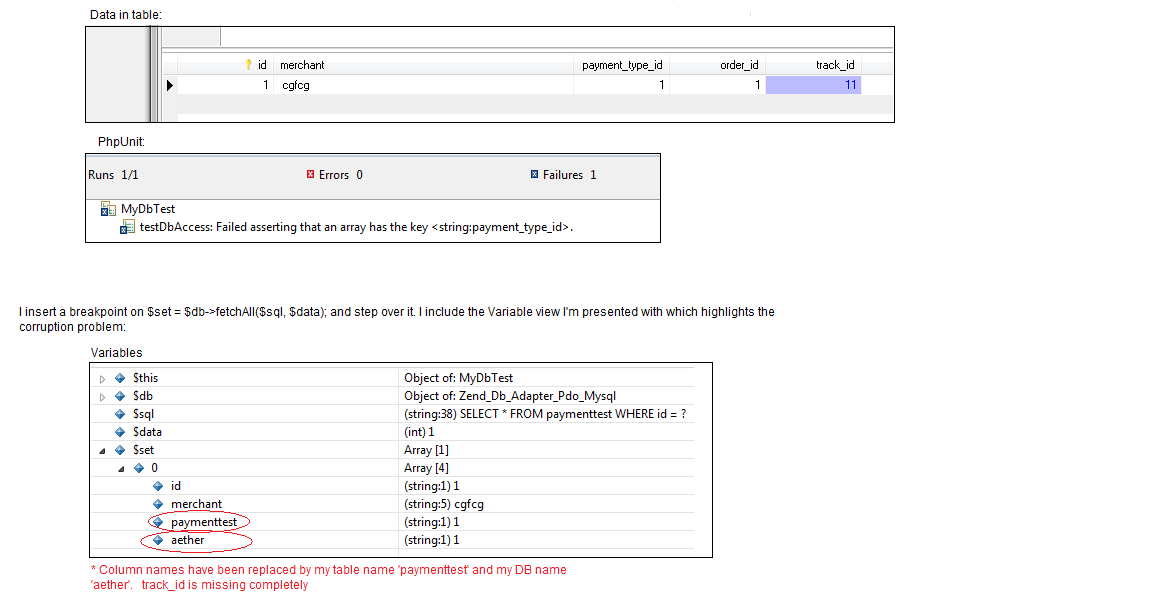 Data in table:
id merchant payment_type_id order_id track_id
1 cgfcg 1 1 11
PhpUnit:
Runs 1/1 Errors 0 Failures 1
MyDbTest
testDbAccess: Failed asserting that an array has the key <string:payment_type_id>.
I insert a breakpoint on $set = $db->fetchAll($sql, $data); and step over it. I include the Variable view I'm presented with which highlights the
corruption problem:
Variables
$this Object of: MyDbTest
$db Object of: Zend_Db_Adapter_Pdo_Mysql
$sql (string:38) SELECT * FROM paymenttest WHERE id = ?
$data (int) 1
$set Array [1]
0 Array [4]
id (string:1) 1
merchant (string:5) cgfcg
paymenttest (string:1) 1
aether (string:1) 1
* Column names have been replaced by my table name 'paymenttest' and my DB name
'aether'. track_id is missing completely